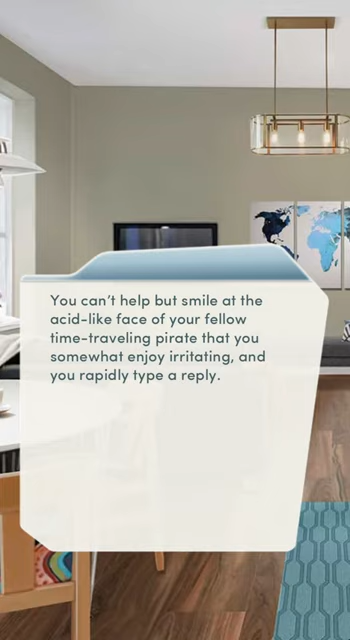 You can't help but smile at the
acid-like face of your fellow
time-traveling pirate that you
somewhat enjoy irritating, and
you rapidly type a reply.